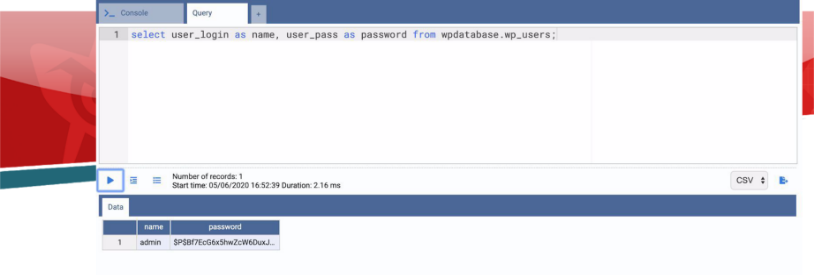 >_ Console Query +
1 select user_login as name, user_pass as password from wpdatabase.wp_users;
Number of records: 1
Start time: 05/06/2020 16:52:39 Duration: 2.16 ms
CSV
Data
name password
1 admin $P$Bf7EcG6x5hwZcW6DuxJ...